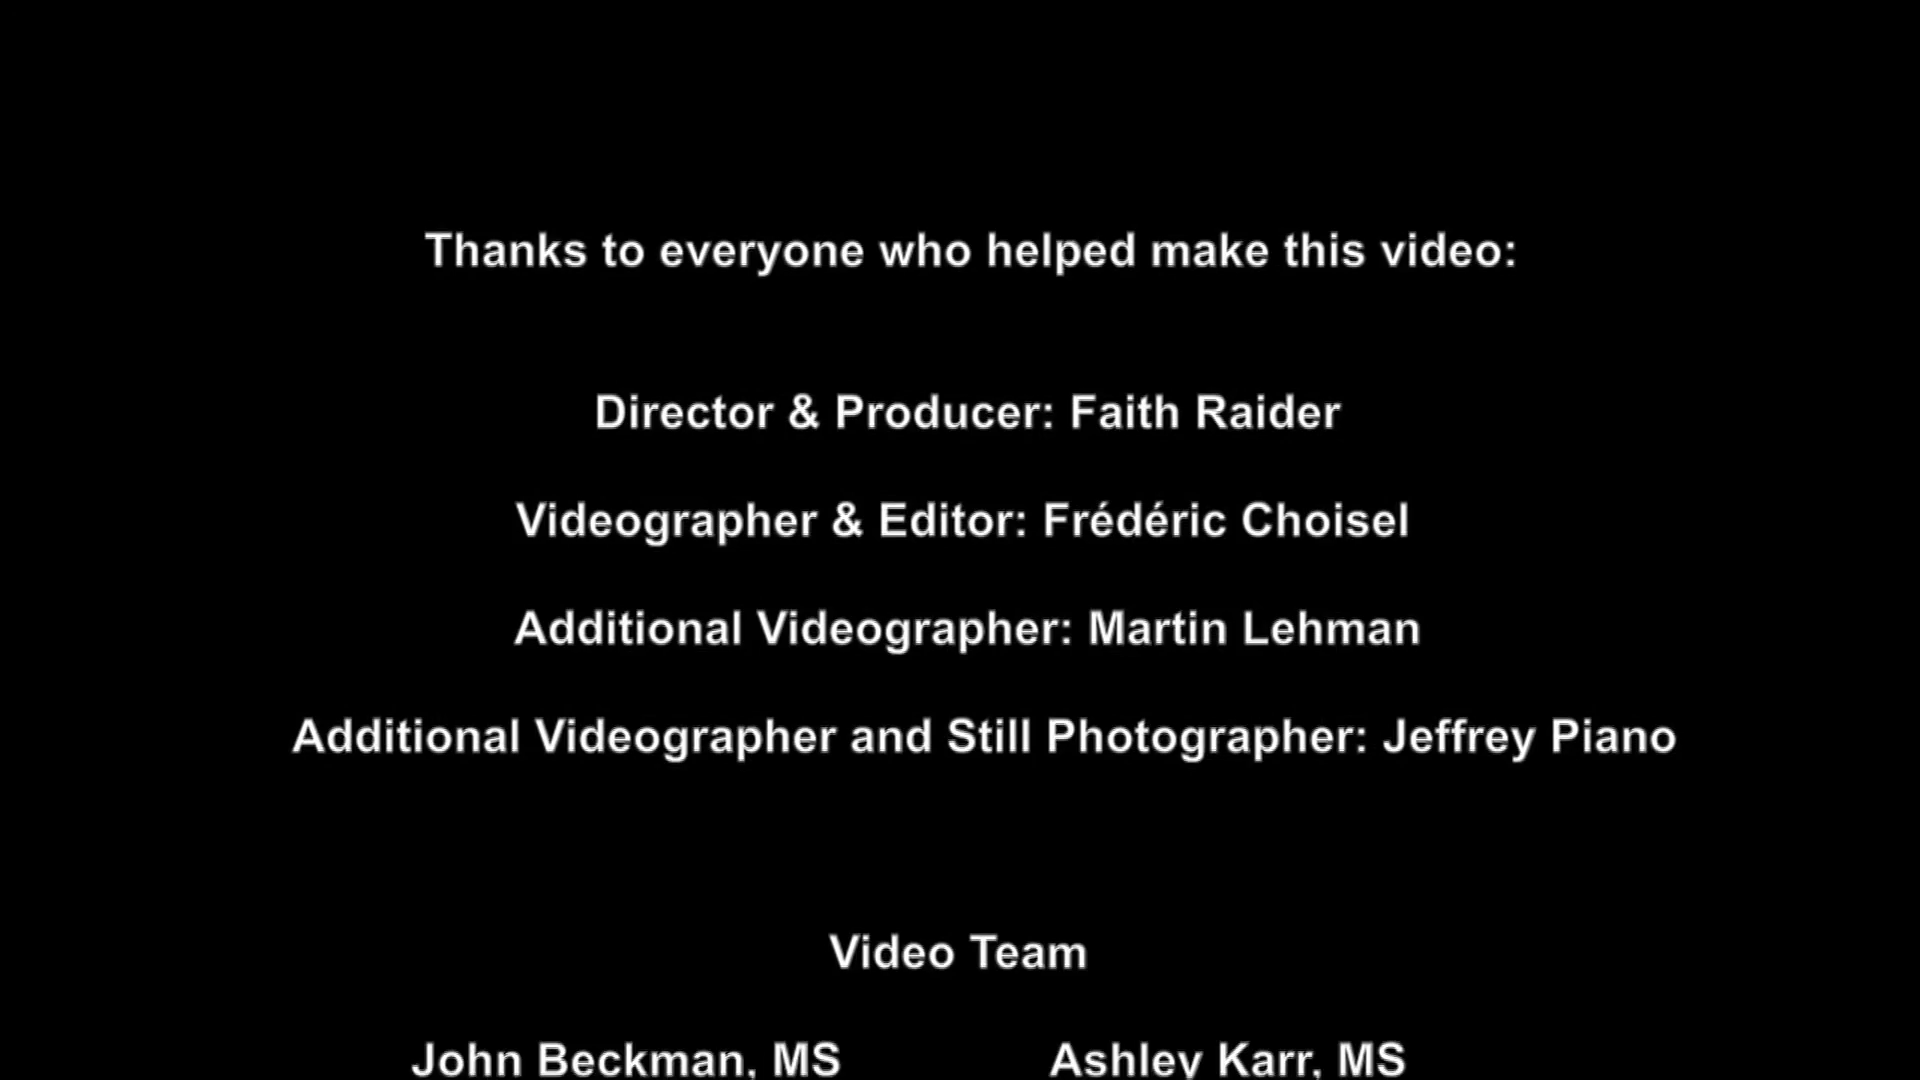 Thanks to everyone who helped make this video:
Director & Producer: Faith Raider
Videographer & Editor: Frédéric Choisel
Additional Videographer: Martin Lehman
Additional Videographer and Still Photographer: Jeffrey Piano
Video Team
John Beckman, MS Ashley Karr, MS